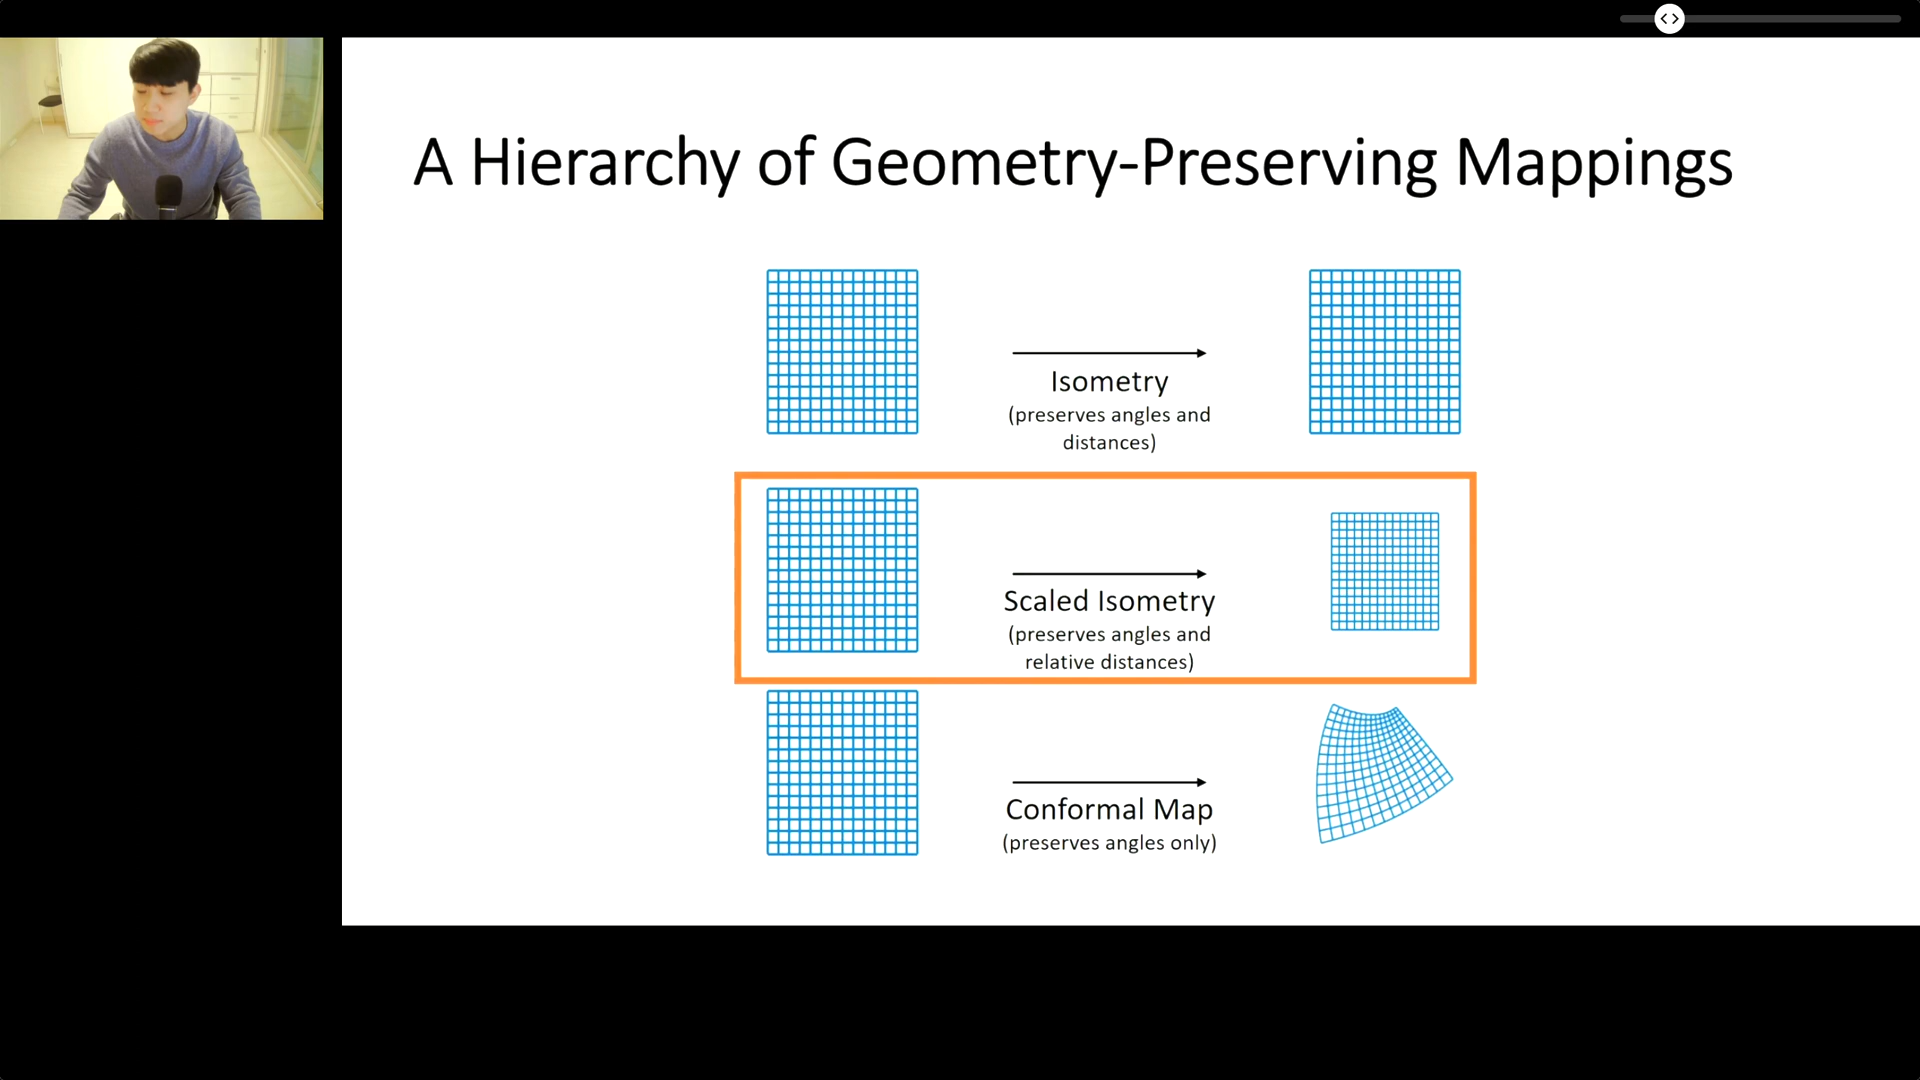 A Hierarchy of Geometry-Preserving Mappings
Isometry
(preserves angles and
distances)
Scaled Isometry
(preserves angles and
relative distances)
Conformal Map
(preserves angles only)